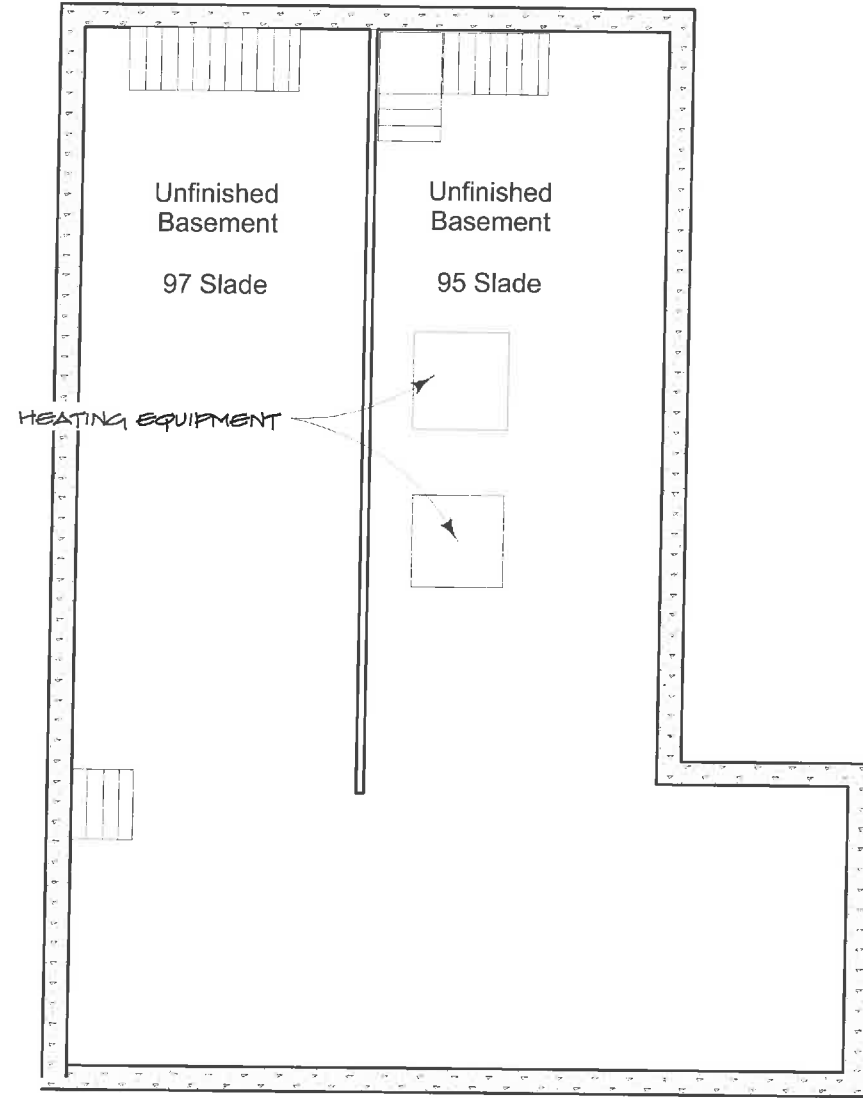 Unfinished
Basement
97 Slade
Unfinished
Basement
95 Slade
HEATING EQUIPMENT